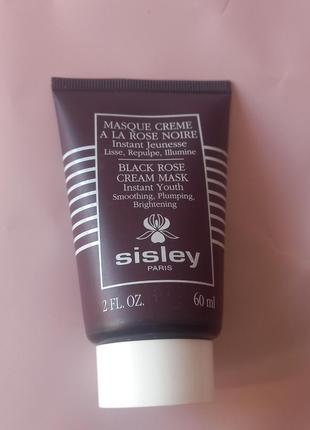 MASQUE CREME
A LA ROSE NOIRE
Instant Jeunesse
Lisse, Repulpe, Illumine
BLACK ROSE
CREAM MASK
Instant Youth
Smoothing, Plumping,
Brightening
sisley
PARIS
2 FL. OZ. 60 ml